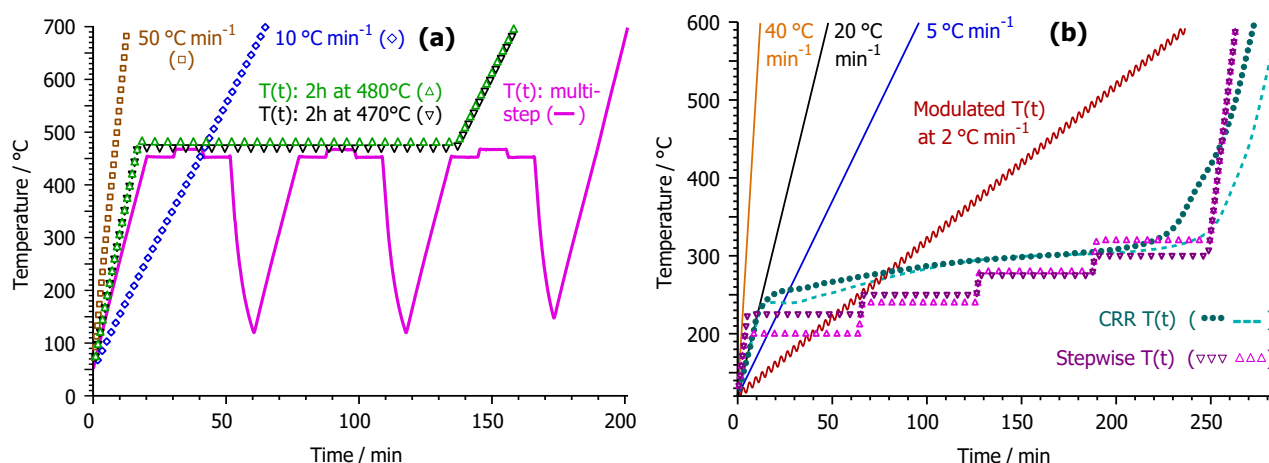 700
600
500
400
300
200
100
0
Temperature / °C
50 °C min⁻¹
(□)
10 °C min⁻¹ (◇)
(a)
T(t): 2h at 480°C (△)
T(t): 2h at 470°C (▽)
T(t): multi-
step (—)
0
50
100
150
200
Time / min
600
500
400
300
200
Temperature / °C
40 °C
min⁻¹
20 °C
min⁻¹
5 °C min⁻¹
(b)
Modulated T(t)
at 2 °C min⁻¹
CRR T(t) (●●● ---)
Stepwise T(t) (▽▽▽ △△△)
0
50
100
150
200
250
Time / min